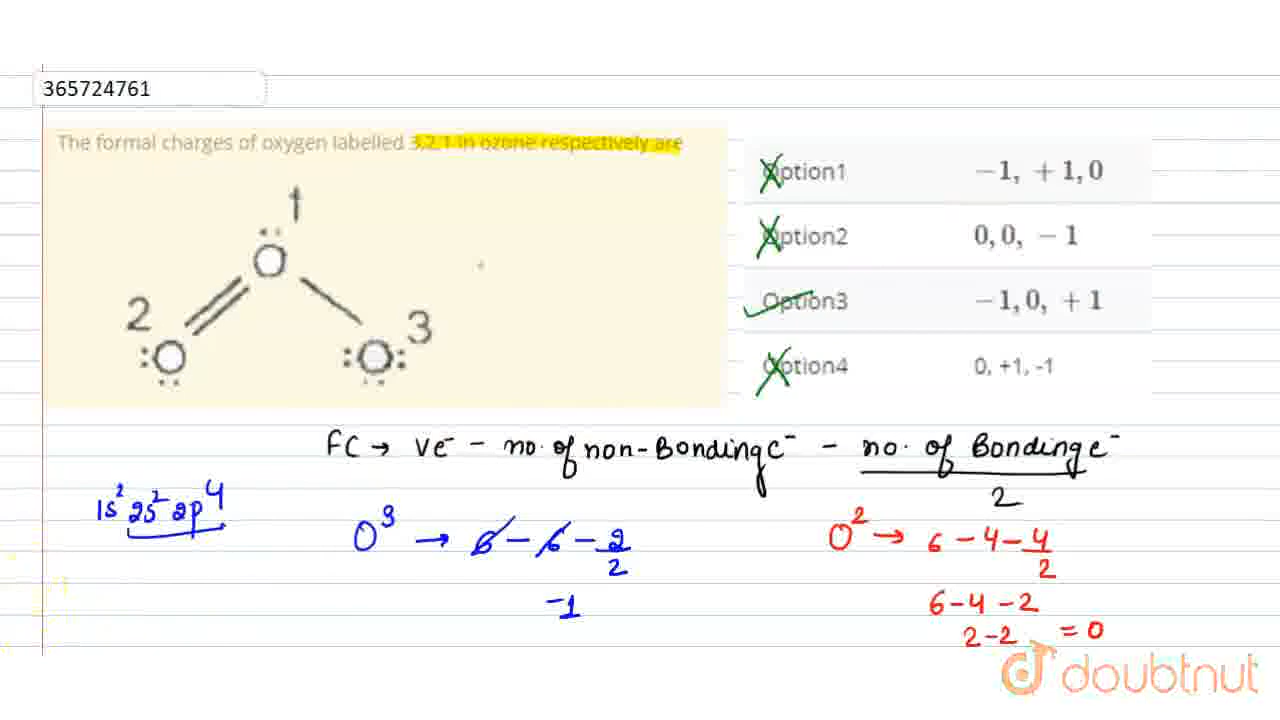 365724761
The formal charges of oxygen labelled 3,2,1 in ozone respectively are
1
O
2
O
3
O
Option1 −1, +1, 0
Option2 0, 0, −1
Option3 −1, 0, +1
Option4 0, +1, -1
FC → Ve⁻ − no. of non-Bonding e⁻ − no. of Bonding e⁻ / 2
1s² 2s² 2p⁴
O³ → 6 − 6 − 2/2
−1
O² → 6 − 4 − 4/2
6 − 4 − 2
2 − 2 = 0
doubtnut